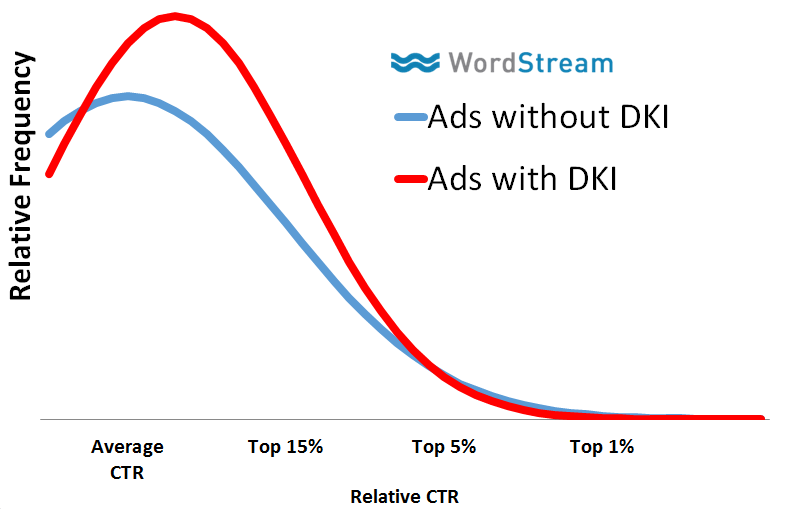 WordStream
Ads without DKI
Ads with DKI
Relative Frequency
Average
CTR
Top 15%
Top 5%
Top 1%
Relative CTR